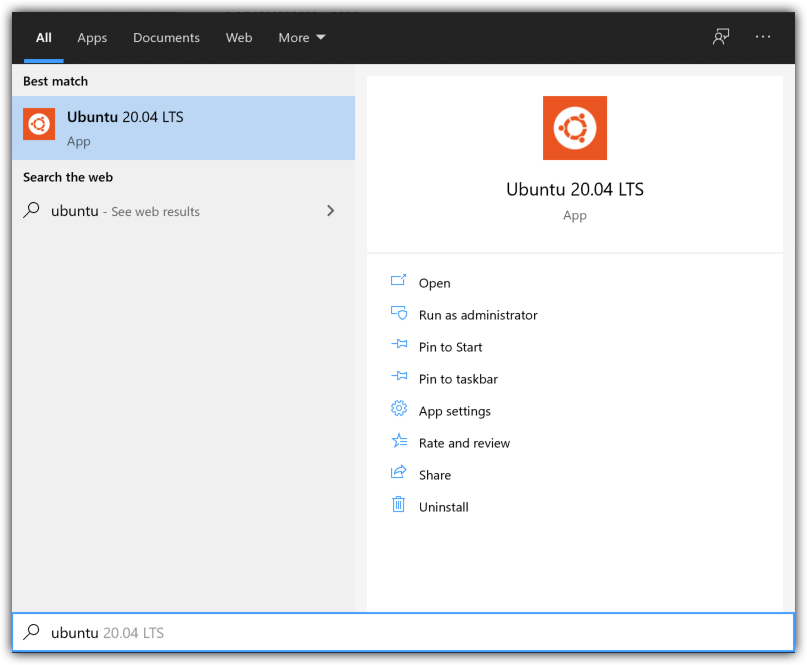 All Apps Documents Web More
Best match
Ubuntu 20.04 LTS
App
Search the web
ubuntu - See web results
Ubuntu 20.04 LTS
App
Open
Run as administrator
Pin to Start
Pin to taskbar
App settings
Rate and review
Share
Uninstall
ubuntu 20.04 LTS